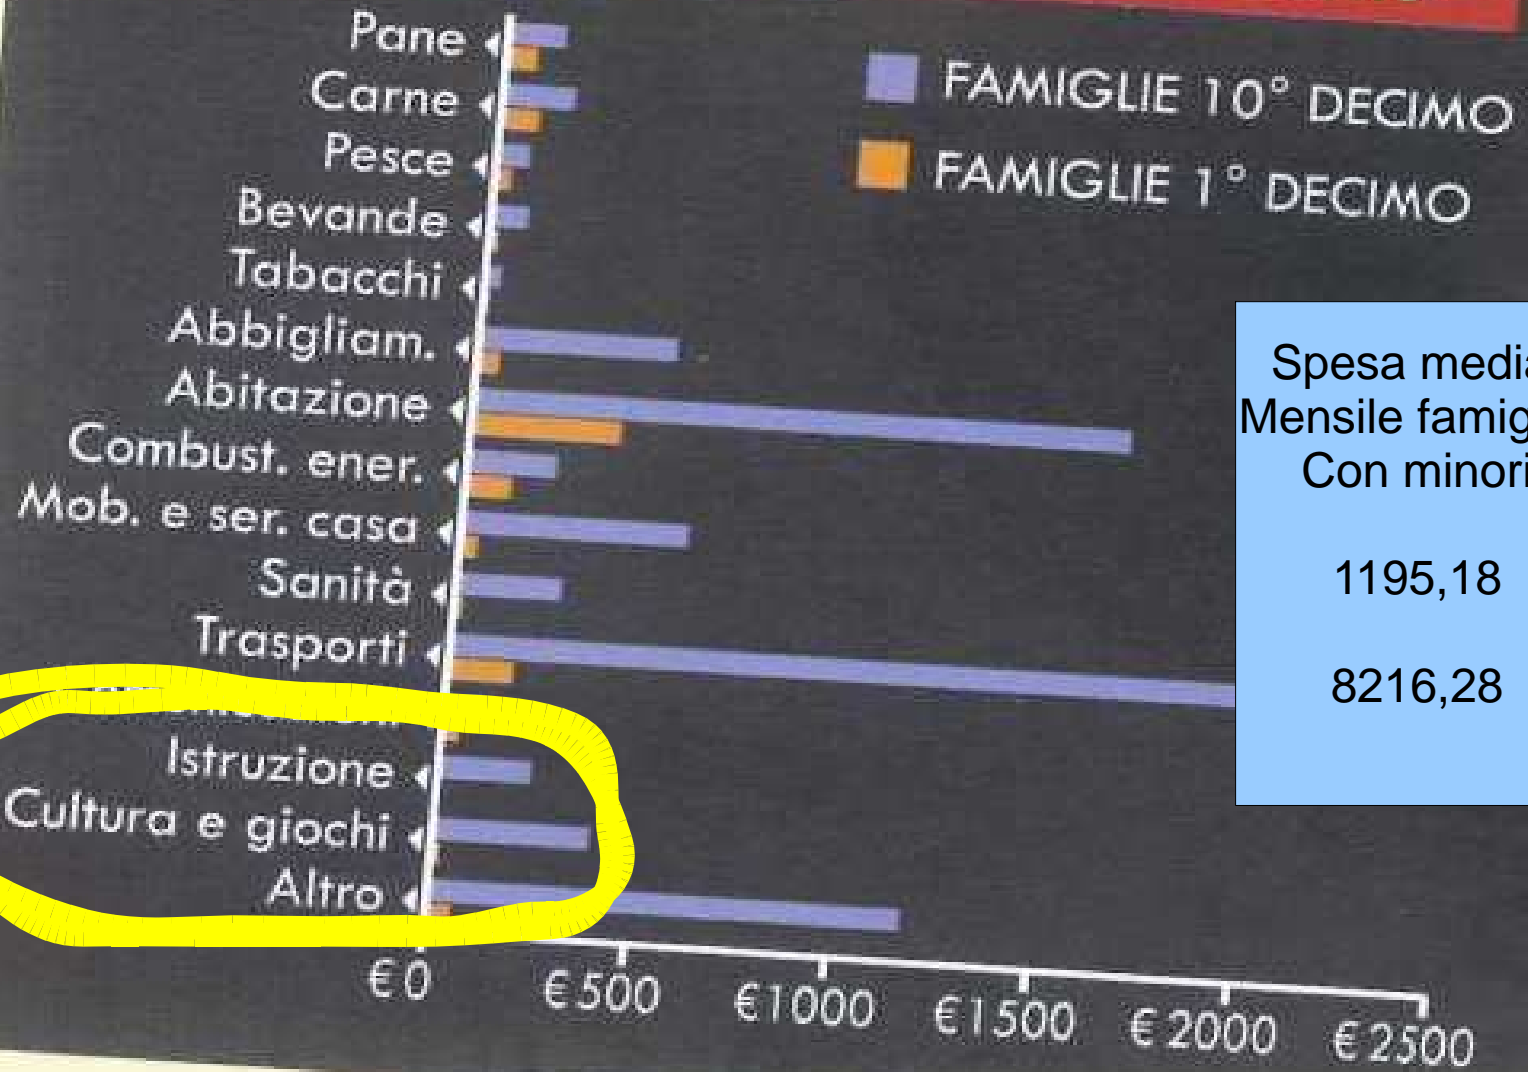 Pane
Carne
Pesce
Bevande
Tabacchi
Abbigliam.
Abitazione
Combust. ener.
Mob. e ser. casa
Sanità
Trasporti
Istruzione
Cultura e giochi
Altro
FAMIGLIE 10° DECIMO
FAMIGLIE 1° DECIMO
Spesa media
Mensile famig
Con minori
1195,18
8216,28
€ 0
€ 500
€ 1000
€ 1500
€ 2000
€ 2500